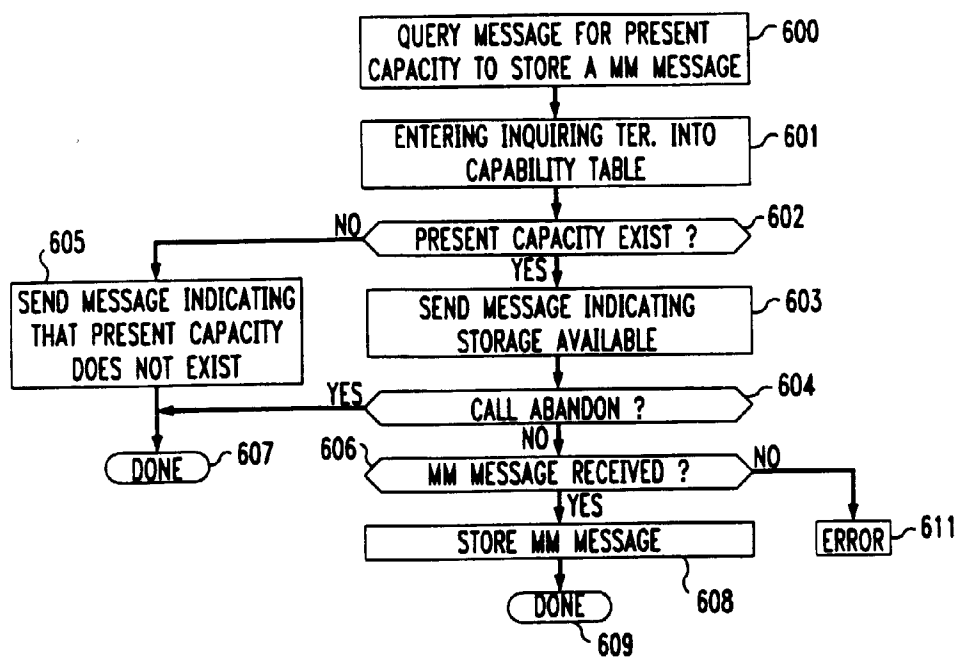 QUERY MESSAGE FOR PRESENT
CAPACITY TO STORE A MM MESSAGE
600
ENTERING INQUIRING TER. INTO
CAPABILITY TABLE
601
PRESENT CAPACITY EXIST ?
602
NO
YES
605
SEND MESSAGE INDICATING
THAT PRESENT CAPACITY
DOES NOT EXIST
SEND MESSAGE INDICATING
STORAGE AVAILABLE
603
CALL ABANDON ?
604
YES
NO
DONE
607
606
MM MESSAGE RECEIVED ?
NO
YES
STORE MM MESSAGE
608
ERROR
611
DONE
609